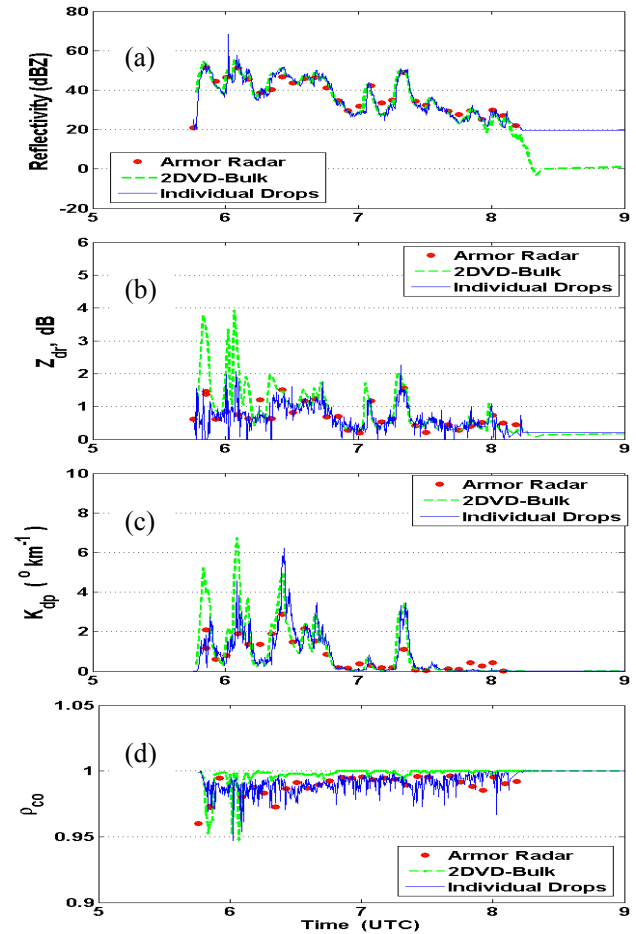 80
60
40
20
0
-20
Reflectivity (dBZ)
(a)
Armor Radar
2DVD-Bulk
Individual Drops
5
6
7
8
9
6
5
4
3
2
1
0
Zdr, dB
(b)
Armor Radar
2DVD-Bulk
Individual Drops
5
6
7
8
9
10
8
6
4
2
0
Kdp ( 0 km-1)
(c)
Armor Radar
2DVD-Bulk
Individual Drops
5
6
7
8
9
1.05
1
0.95
0.9
ρco
(d)
Armor Radar
2DVD-Bulk
Individual Drops
5
6
7
8
9
Time (UTC)